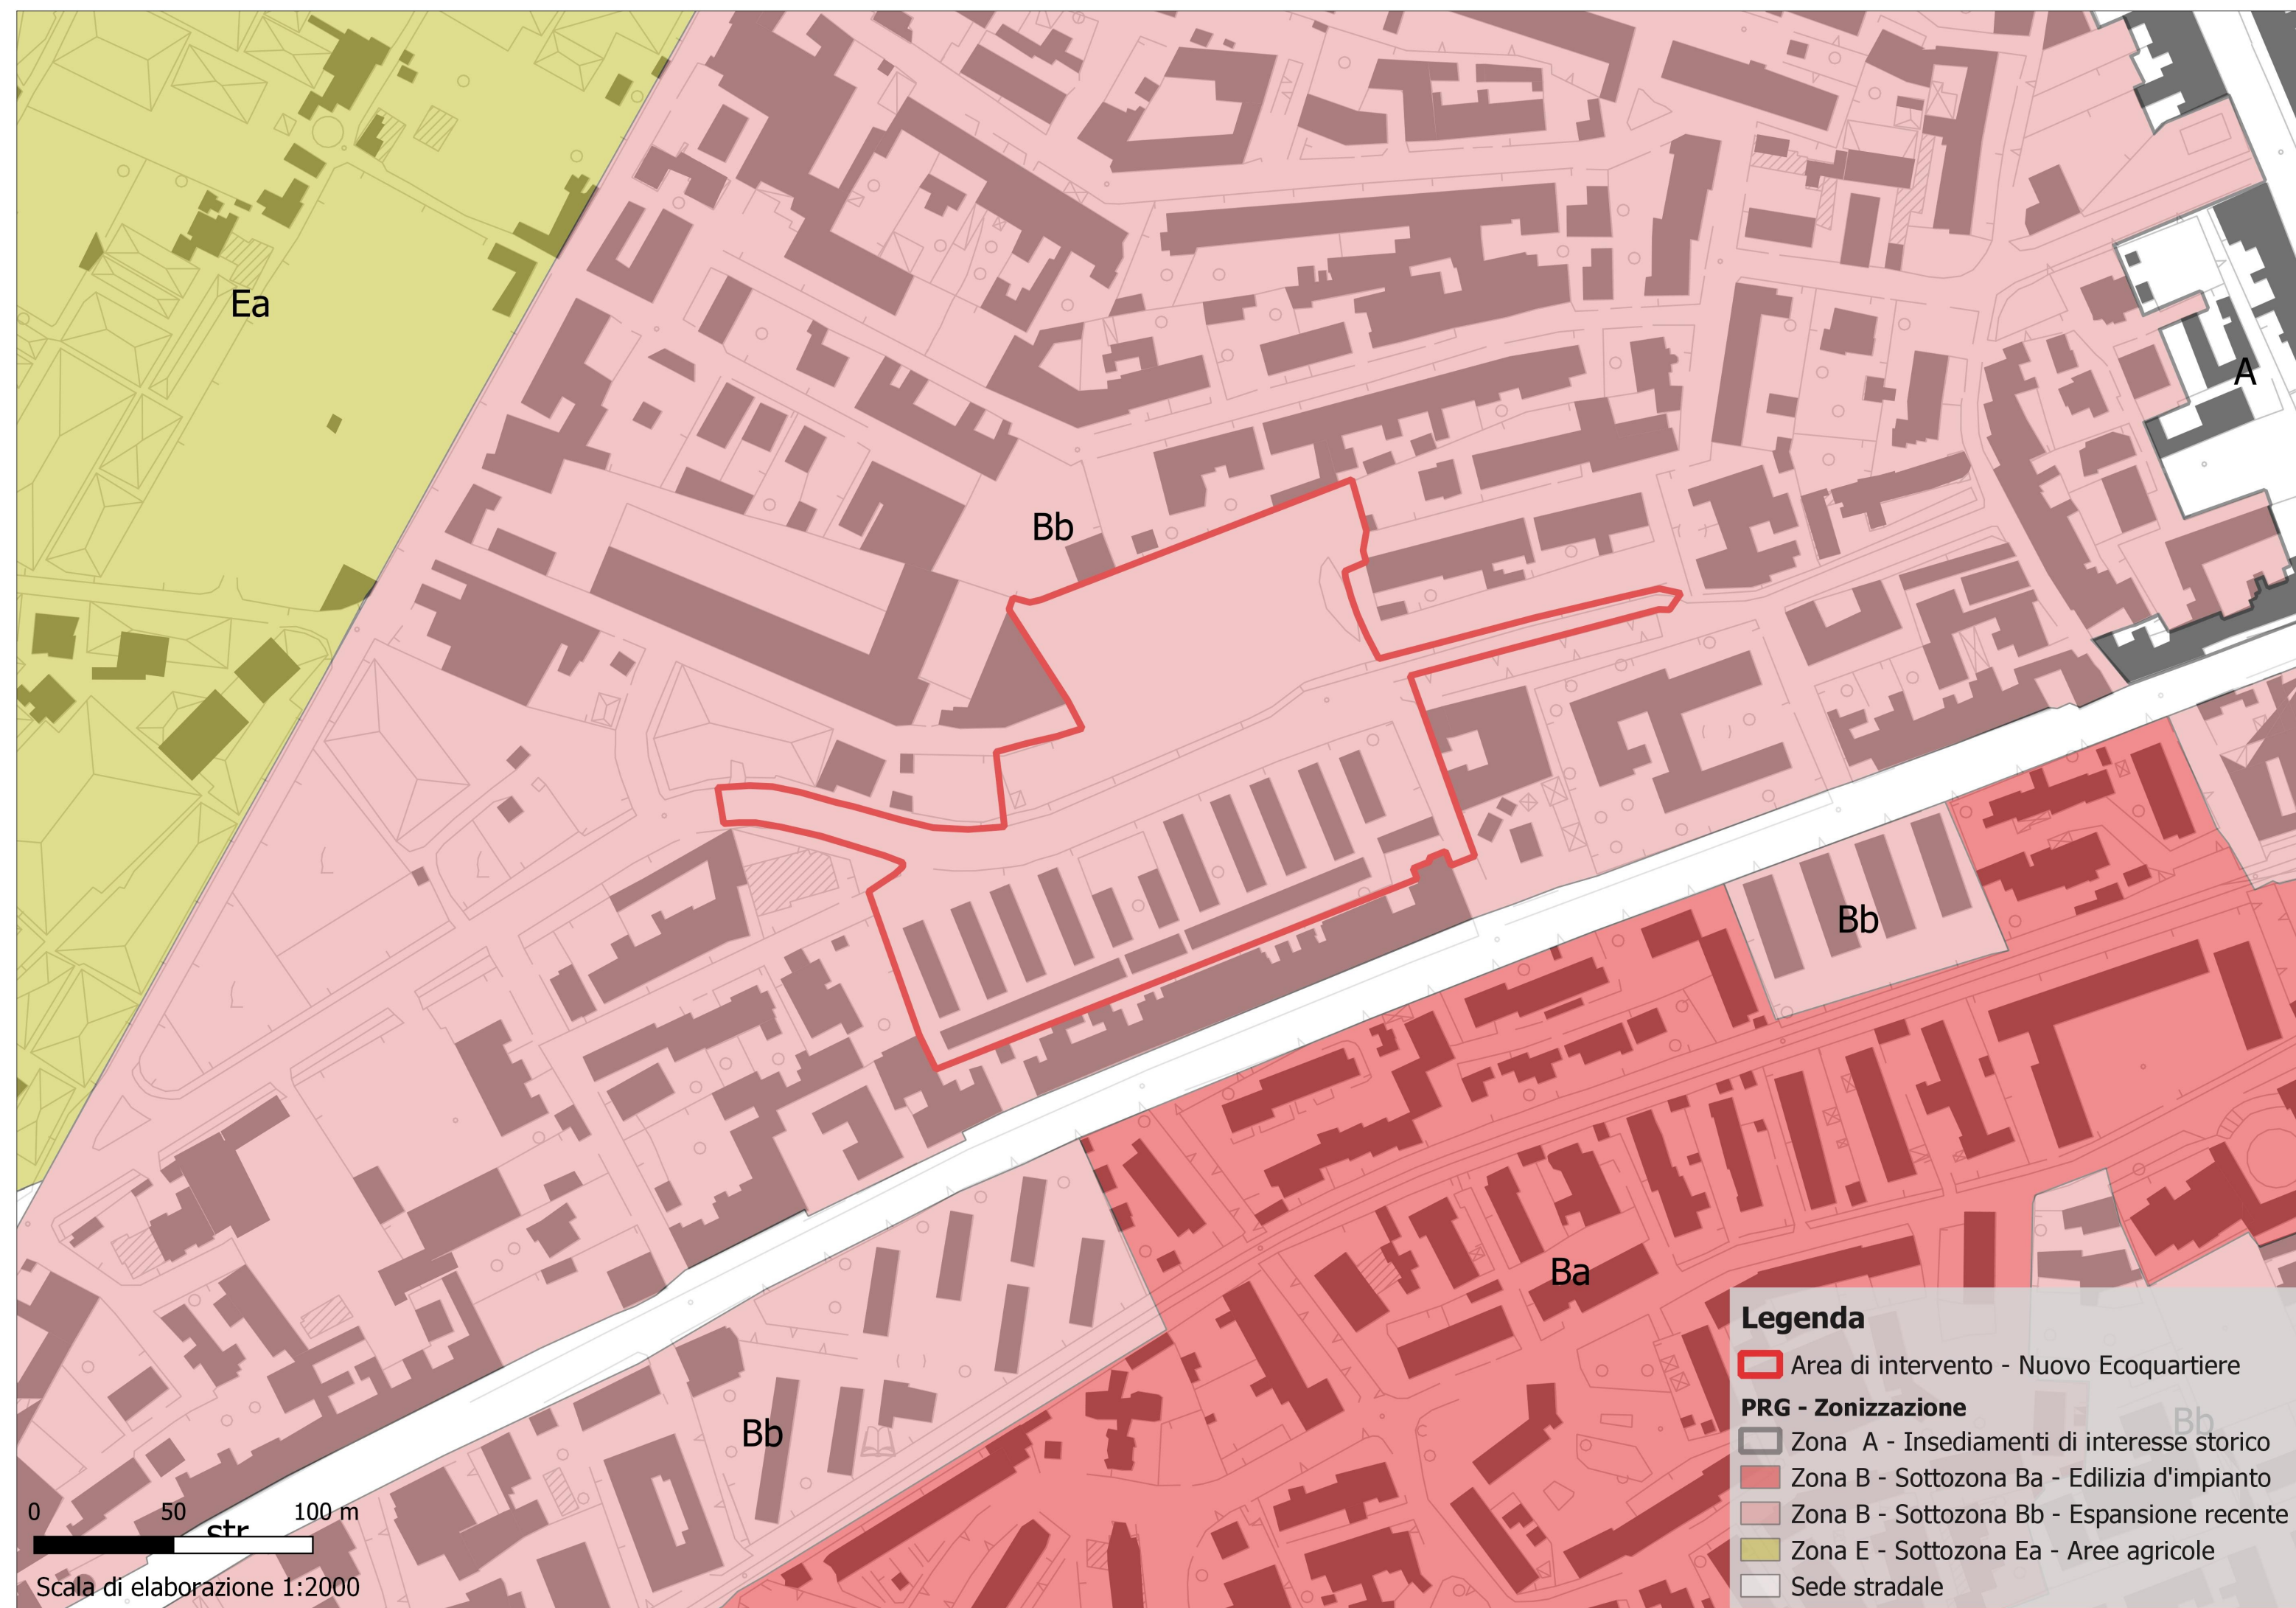 Ea
A
Bb
Bb
Ba
Bb
Bb
str
0 50 100 m
Scala di elaborazione 1:2000
Legenda
Area di intervento - Nuovo Ecoquartiere
PRG - Zonizzazione
Zona A - Insediamenti di interesse storico
Zona B - Sottozona Ba - Edilizia d'impianto
Zona B - Sottozona Bb - Espansione recente
Zona E - Sottozona Ea - Aree agricole
Sede stradale